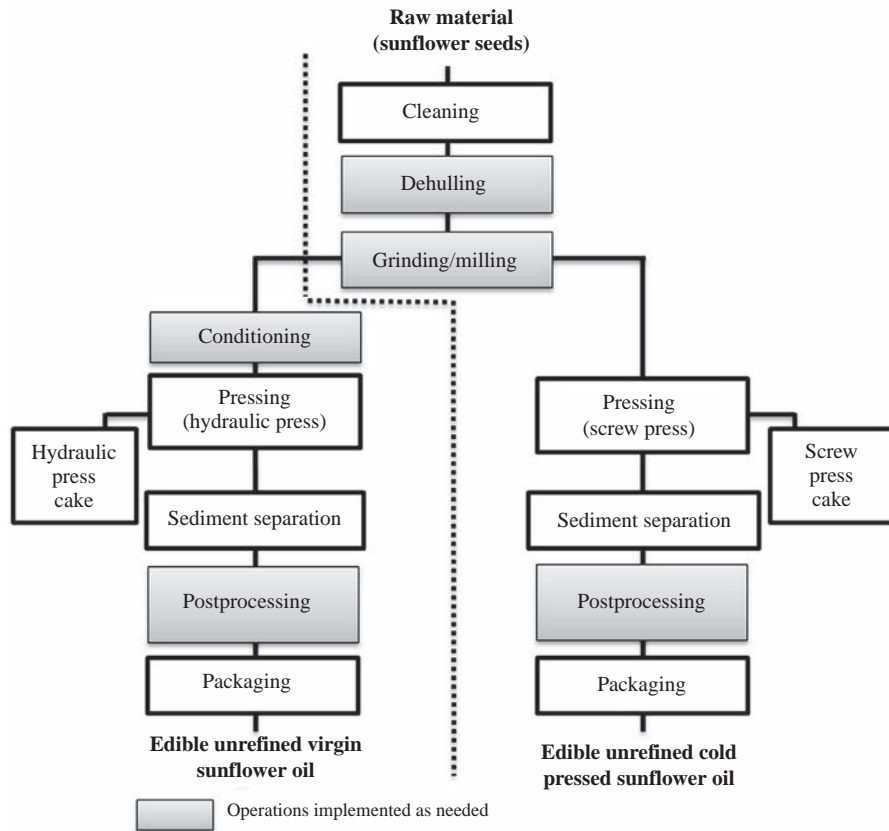 Raw material
(sunflower seeds)
Cleaning
Dehulling
Grinding/milling
Conditioning
Pressing
(hydraulic press)
Hydraulic
press
cake
Sediment separation
Postprocessing
Packaging
Edible unrefined virgin
sunflower oil
Pressing
(screw press)
Screw
press
cake
Sediment separation
Postprocessing
Packaging
Edible unrefined cold
pressed sunflower oil
Operations implemented as needed